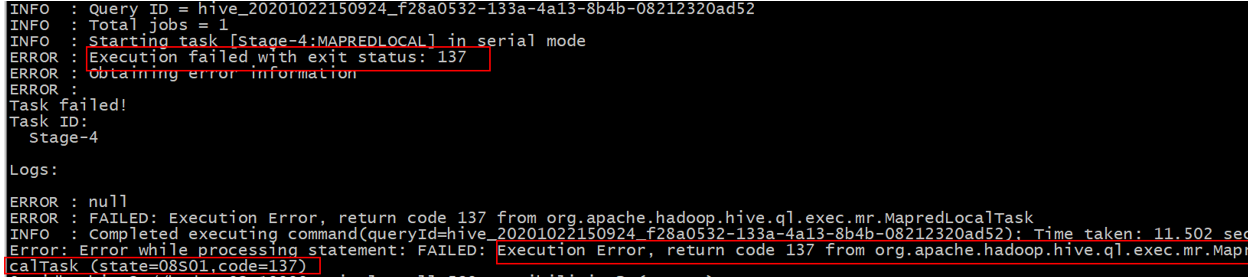 INFO  : Query ID = hive_20201022150924_f28a0532-133a-4a13-8b4b-08212320ad52
INFO  : Total jobs = 1
INFO  : Starting task [Stage-4:MAPREDLOCAL] in serial mode
ERROR : Execution failed with exit status: 137
ERROR : Obtaining error information
ERROR :
Task failed!
Task ID:
  Stage-4
Logs:
ERROR : null
ERROR : FAILED: Execution Error, return code 137 from org.apache.hadoop.hive.ql.exec.mr.MapredLocalTask
INFO  : Completed executing command(queryId=hive_20201022150924_f28a0532-133a-4a13-8b4b-08212320ad52); Time taken: 11.502 sec
Error: Error while processing statement: FAILED: Execution Error, return code 137 from org.apache.hadoop.hive.ql.exec.mr.Mapr
calTask (state=08S01,code=137)